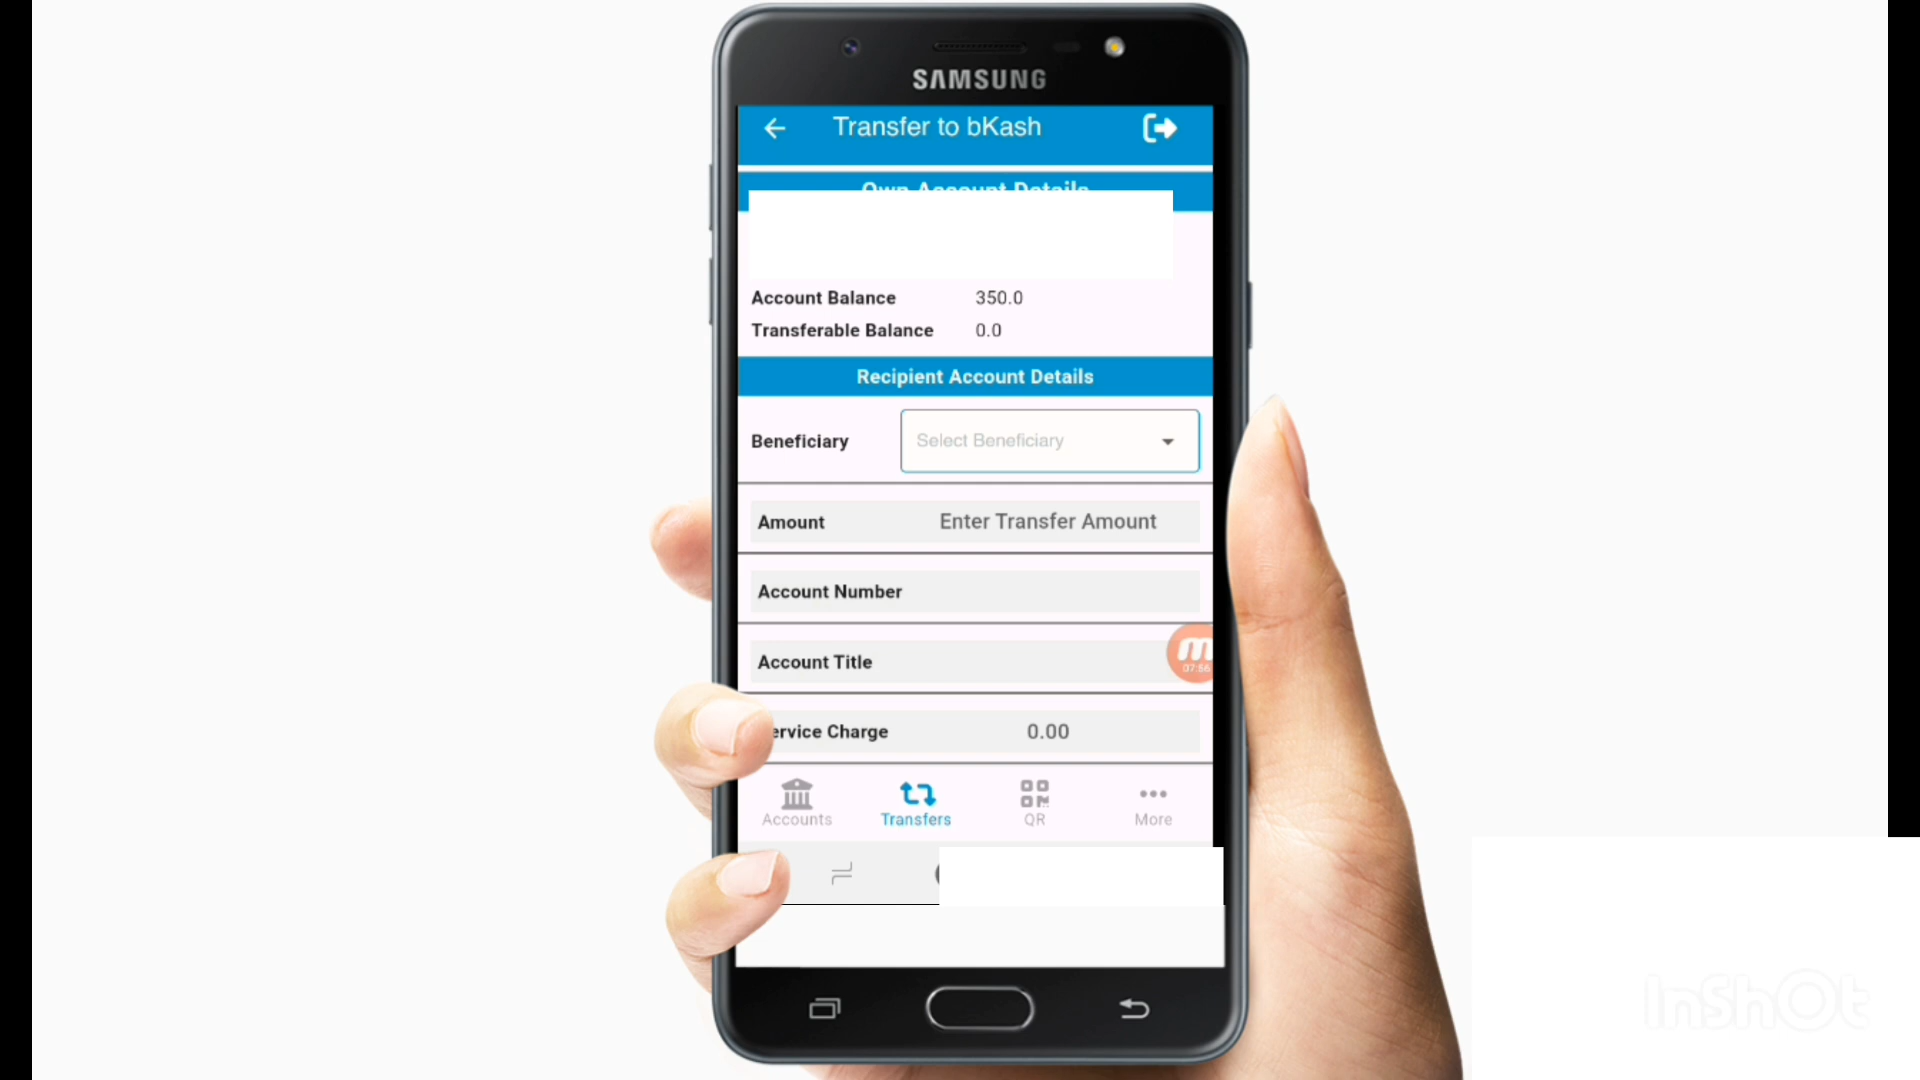 SAMSUNG
Transfer to bKash
Own Account Details
Account Balance 350.0
Transferable Balance 0.0
Recipient Account Details
Beneficiary Select Beneficiary
Amount Enter Transfer Amount
Account Number
Account Title
07:56
ervice Charge 0.00
Accounts Transfers QR More
InShOt